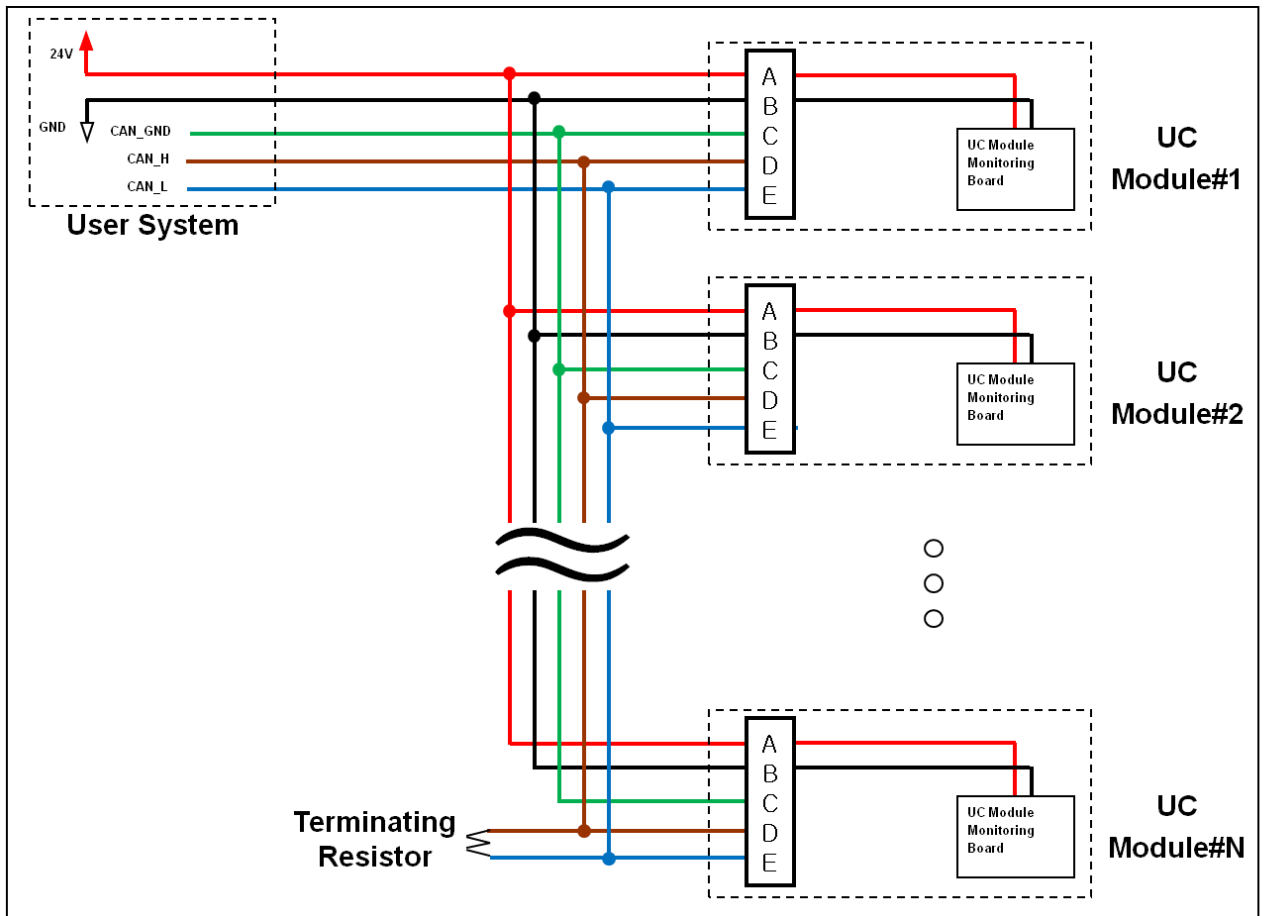 24V
GND
CAN_GND
CAN_H
CAN_L
User System
A
B
C
D
E
UC Module
Monitoring
Board
UC
Module#1
A
B
C
D
E
UC Module
Monitoring
Board
UC
Module#2
Terminating
Resistor
A
B
C
D
E
UC Module
Monitoring
Board
UC
Module#N